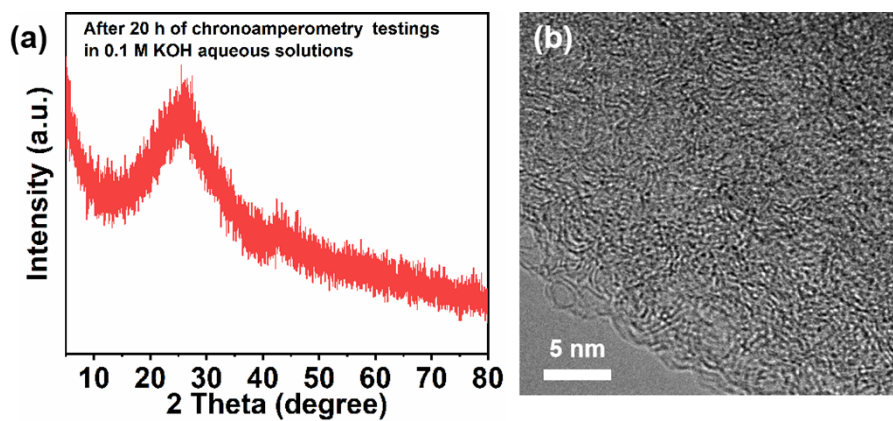 (a)
After 20 h of chronoamperometry testings
in 0.1 M KOH aqueous solutions
Intensity (a.u.)
10 20 30 40 50 60 70 80
2 Theta (degree)
(b)
5 nm